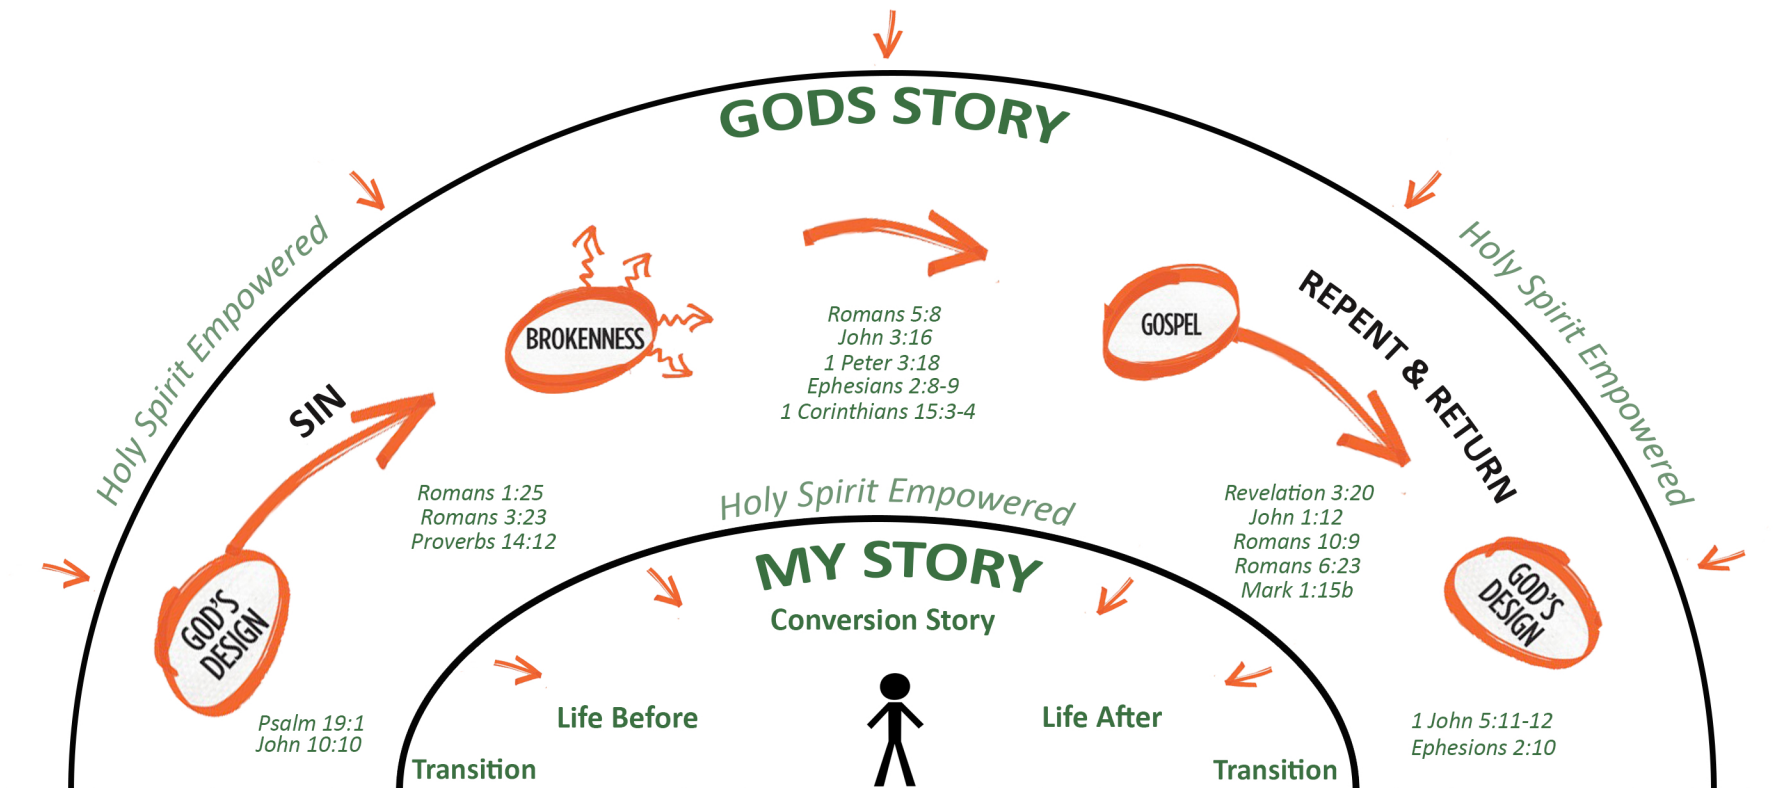 GODS STORY
Holy Spirit Empowered
Holy Spirit Empowered
SIN
BROKENNESS
GOSPEL
REPENT & RETURN
Romans 5:8
John 3:16
1 Peter 3:18
Ephesians 2:8-9
1 Corinthians 15:3-4
Romans 1:25
Romans 3:23
Proverbs 14:12
Revelation 3:20
John 1:12
Romans 10:9
Romans 6:23
Mark 1:15b
GOD'S
DESIGN
GOD'S
DESIGN
Psalm 19:1
John 10:10
1 John 5:11-12
Ephesions 2:10
Holy Spirit Empowered
MY STORY
Conversion Story
Life Before
Life After
Transition
Transition